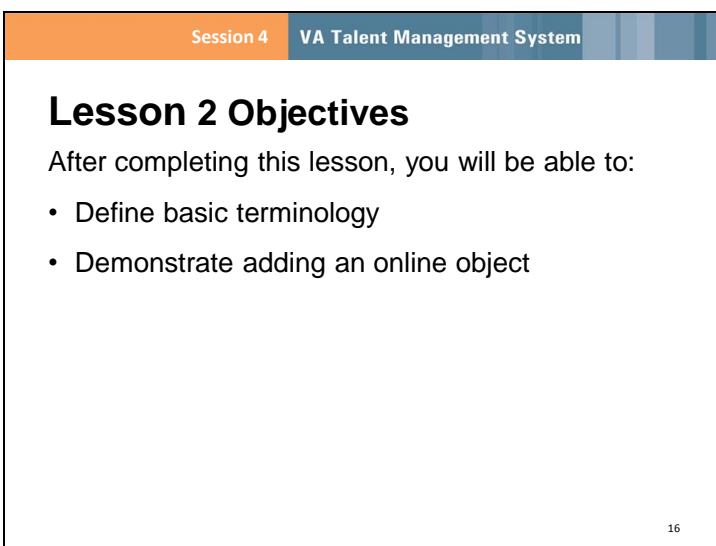 Session 4 VA Talent Management System
Lesson 2 Objectives
After completing this lesson, you will be able to:
• Define basic terminology
• Demonstrate adding an online object
16